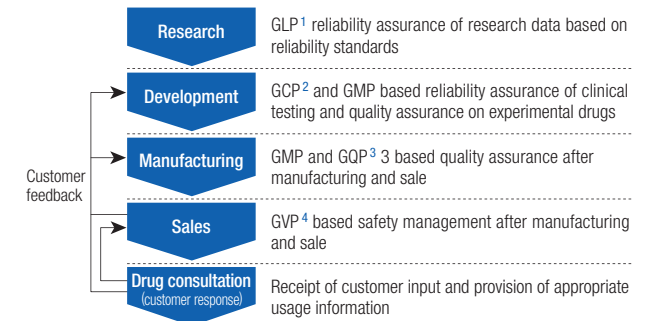 Research
GLP1 reliability assurance of research data based on
reliability standards
Development
GCP2 and GMP based reliability assurance of clinical
testing and quality assurance on experimental drugs
Manufacturing
GMP and GQP3 3 based quality assurance after
manufacturing and sale
Customer
feedback
Sales
GVP4 based safety management after manufacturing
and sale
Drug consultation
(customer response)
Receipt of customer input and provision of appropriate
usage information